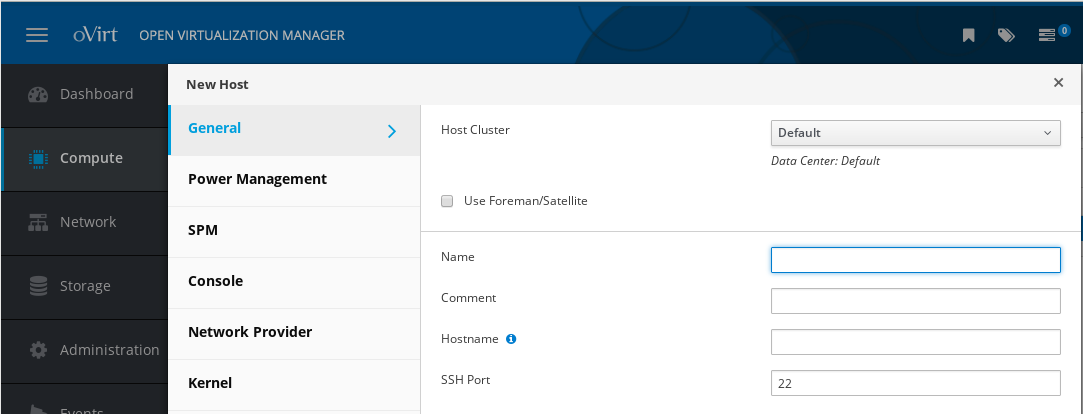 oVirt OPEN VIRTUALIZATION MANAGER 0
Dashboard
Compute
Network
Storage
Administration
Events
New Host
General
Power Management
SPM
Console
Network Provider
Kernel
Host Cluster Default
Data Center: Default
Use Foreman/Satellite
Name
Comment
Hostname
SSH Port 22